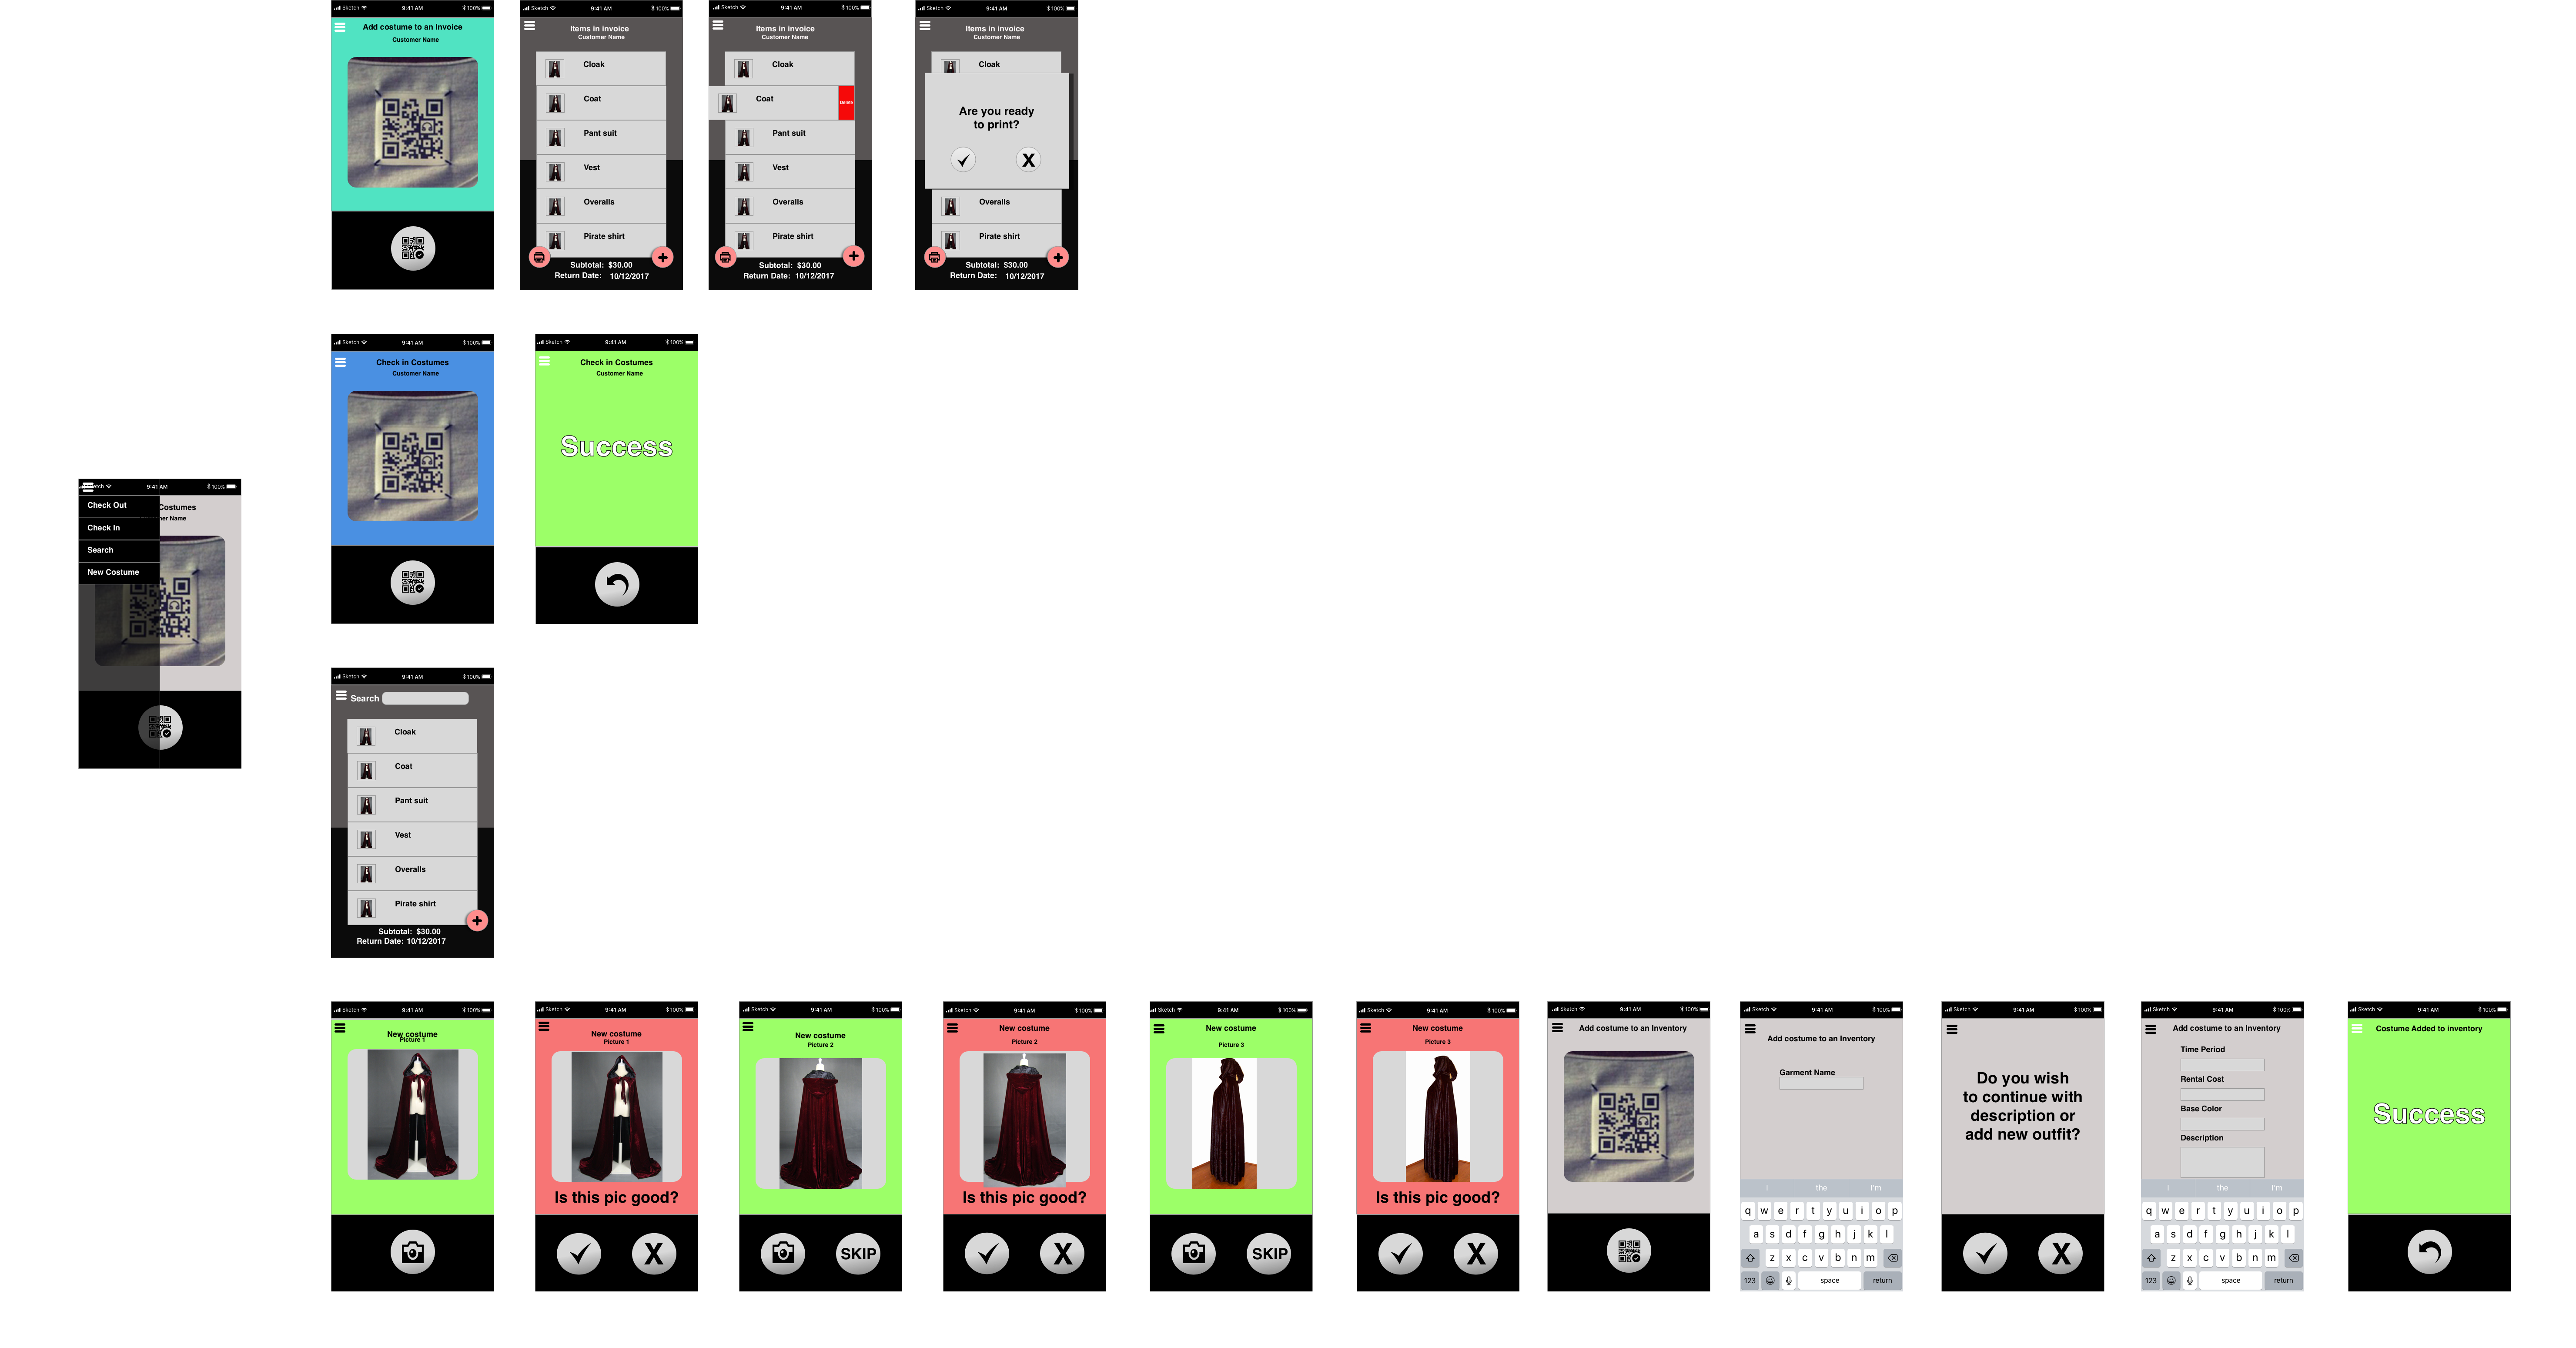 Sketch 9:41 AM 100%
Add costume to an Invoice
Customer Name
Sketch 9:41 AM 100%
Items in invoice
Customer Name
Cloak
Coat
Pant suit
Vest
Overalls
Pirate shirt
Subtotal: $30.00
Return Date: 10/12/2017
Sketch 9:41 AM 100%
Items in invoice
Customer Name
Cloak
Coat
Delete
Pant suit
Vest
Overalls
Pirate shirt
Subtotal: $30.00
Return Date: 10/12/2017
Sketch 9:41 AM 100%
Items in invoice
Customer Name
Cloak
Are you ready
to print?
X
Overalls
Pirate shirt
Subtotal: $30.00
Return Date: 10/12/2017
Sketch 9:41 AM 100%
Check in Costumes
Customer Name
Sketch 9:41 AM 100%
Check in Costumes
Customer Name
Success
etch 9:41 AM 100%
Check Out
Costumes
Check In
Search
New Costume
Sketch 9:41 AM 100%
Search
Cloak
Coat
Pant suit
Vest
Overalls
Pirate shirt
Subtotal: $30.00
Return Date: 10/12/2017
Sketch 9:41 AM 100%
New costume
Picture 1
Sketch 9:41 AM 100%
New costume
Picture 1
Is this pic good?
X
Sketch 9:41 AM 100%
New costume
Picture 2
SKIP
Sketch 9:41 AM 100%
New costume
Picture 2
Is this pic good?
X
Sketch 9:41 AM 100%
New costume
Picture 3
SKIP
Sketch 9:41 AM 100%
New costume
Picture 3
Is this pic good?
X
Sketch 9:41 AM 100%
Add costume to an Inventory
Sketch 9:41 AM 100%
Add costume to an Inventory
Garment Name
I the I'm
q w e r t y u i o p
a s d f g h j k l
z x c v b n m
123 space return
Sketch 9:41 AM 100%
Do you wish
to continue with
description or
add new outfit?
X
Sketch 9:41 AM 100%
Add costume to an Inventory
Time Period
Rental Cost
Base Color
Description
I the I'm
q w e r t y u i o p
a s d f g h j k l
z x c v b n m
123 space return
Sketch 9:41 AM 100%
Costume Added to inventory
Success